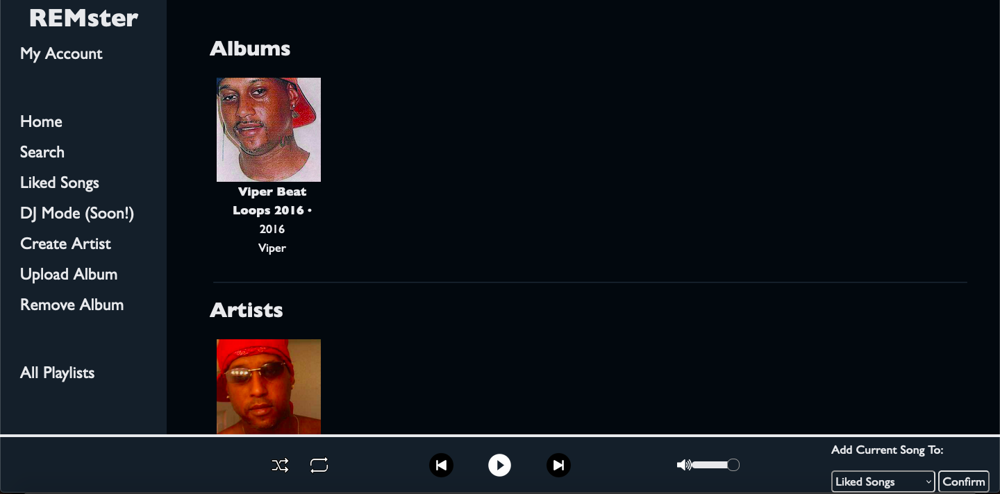 REMster
My Account
Home
Search
Liked Songs
DJ Mode (Soon!)
Create Artist
Upload Album
Remove Album
All Playlists
Albums
Viper Beat
Loops 2016 •
2016
Viper
Artists
Add Current Song To:
Liked Songs
Confirm